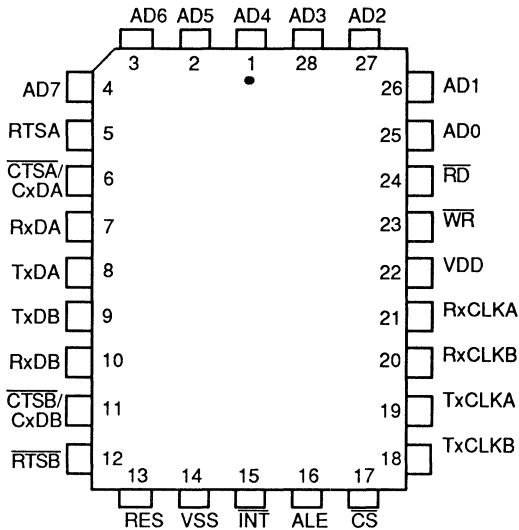 AD6 AD5 AD4 AD3 AD2
3 2 1 28 27
AD7 4 26 AD1
RTSA 5 25 AD0
CTSA/ CxDA 6 24 RD
RxDA 7 23 WR
TxDA 8 22 VDD
TxDB 9 21 RxCLKA
RxDB 10 20 RxCLKB
CTSB/ CxDB 11 19 TxCLKA
RTSB 12 18 TxCLKB
13 14 15 16 17
RES VSS INT ALE CS